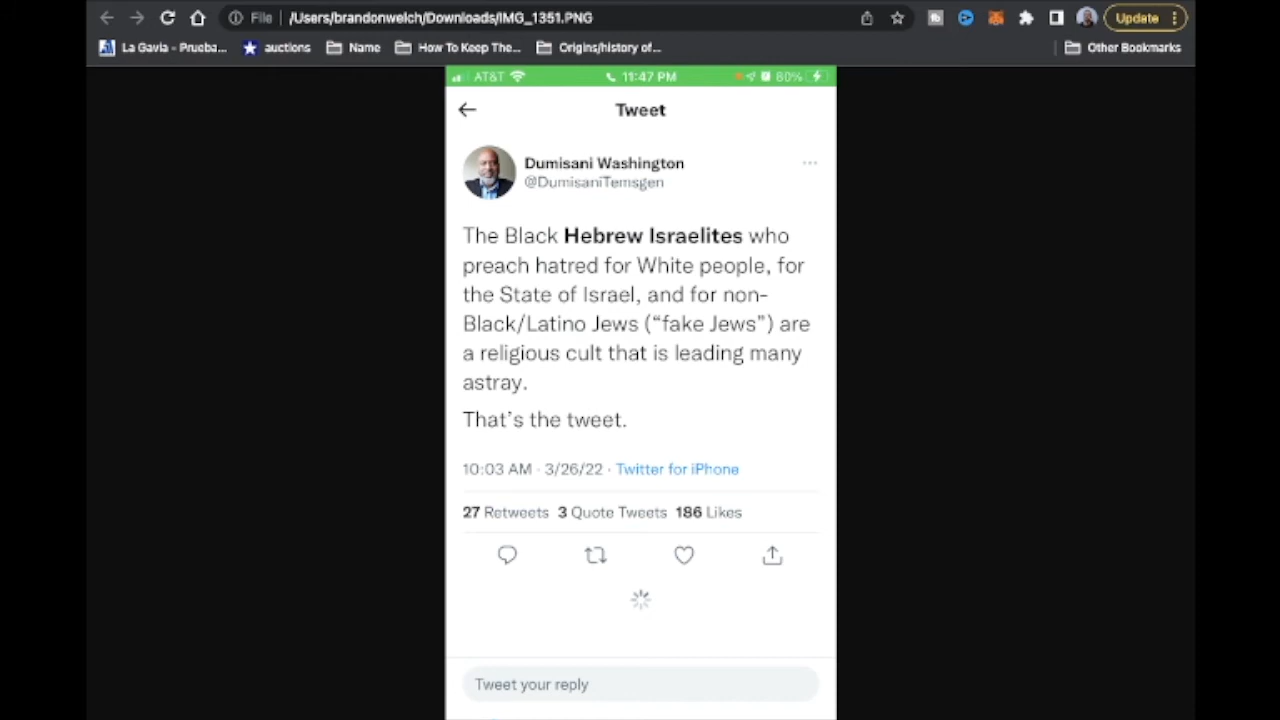 File | /Users/brandonwelch/Downloads/IMG_1351.PNG
Update
La Gavia - Prueba... auctions Name How To Keep The... Origins/history of... Other Bookmarks
AT&T 11:47 PM 80%
Tweet
Dumisani Washington
@DumisaniTemsgen
The Black Hebrew Israelites who
preach hatred for White people, for
the State of Israel, and for non-
Black/Latino Jews (“fake Jews”) are
a religious cult that is leading many
astray.
That’s the tweet.
10:03 AM · 3/26/22 · Twitter for iPhone
27 Retweets 3 Quote Tweets 186 Likes
Tweet your reply